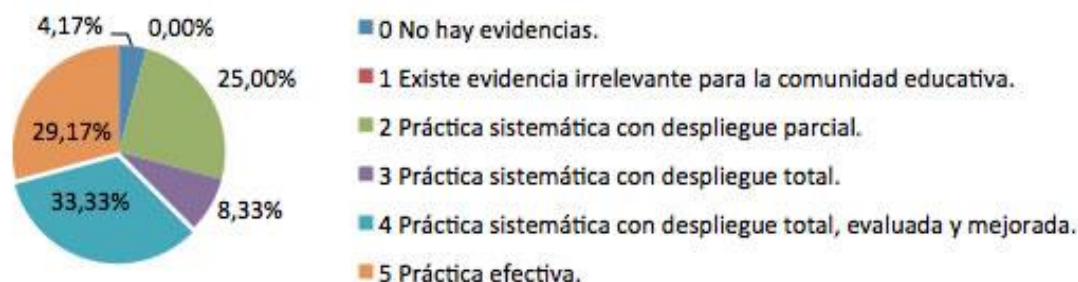 4,17%
0,00%
25,00%
29,17%
33,33%
8,33%
0 No hay evidencias.
1 Existe evidencia irrelevante para la comunidad educativa.
2 Práctica sistemática con despliegue parcial.
3 Práctica sistemática con despliegue total.
4 Práctica sistemática con despliegue total, evaluada y mejorada.
5 Práctica efectiva.